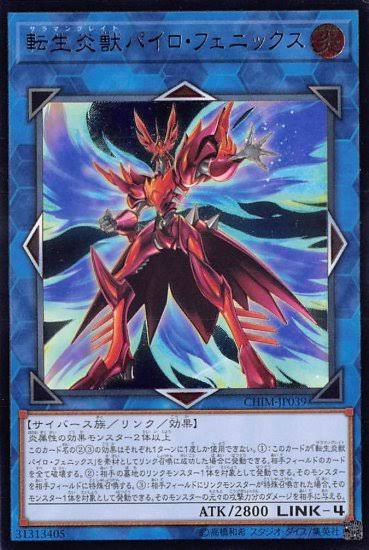 サラマングレイト
転生炎獣パイロ・フェニックス
炎
CHIM-JP039
【サイバース族/リンク/効果】
炎属性の効果モンスター2体以上
このカード名の②③の効果はそれぞれ1ターンに1度しか使用できない。①:このカードが「転生炎獣
パイロ・フェニックス」を素材としてリンク召喚に成功した場合に発動できる。相手フィールドのカード
を全て破壊する。②:相手の墓地のリンクモンスター1体を対象として発動できる。そのモンスター
を相手フィールドに特殊召喚する。③:相手がリンクモンスターの特殊召喚に成功した場合、その
モンスター1体を対象として発動できる。そのモンスターの元々の攻撃力分のダメージを相手に与える。
ATK/2800 LINK-4
31313405
©高橋和希 スタジオ・ダイス/集英社